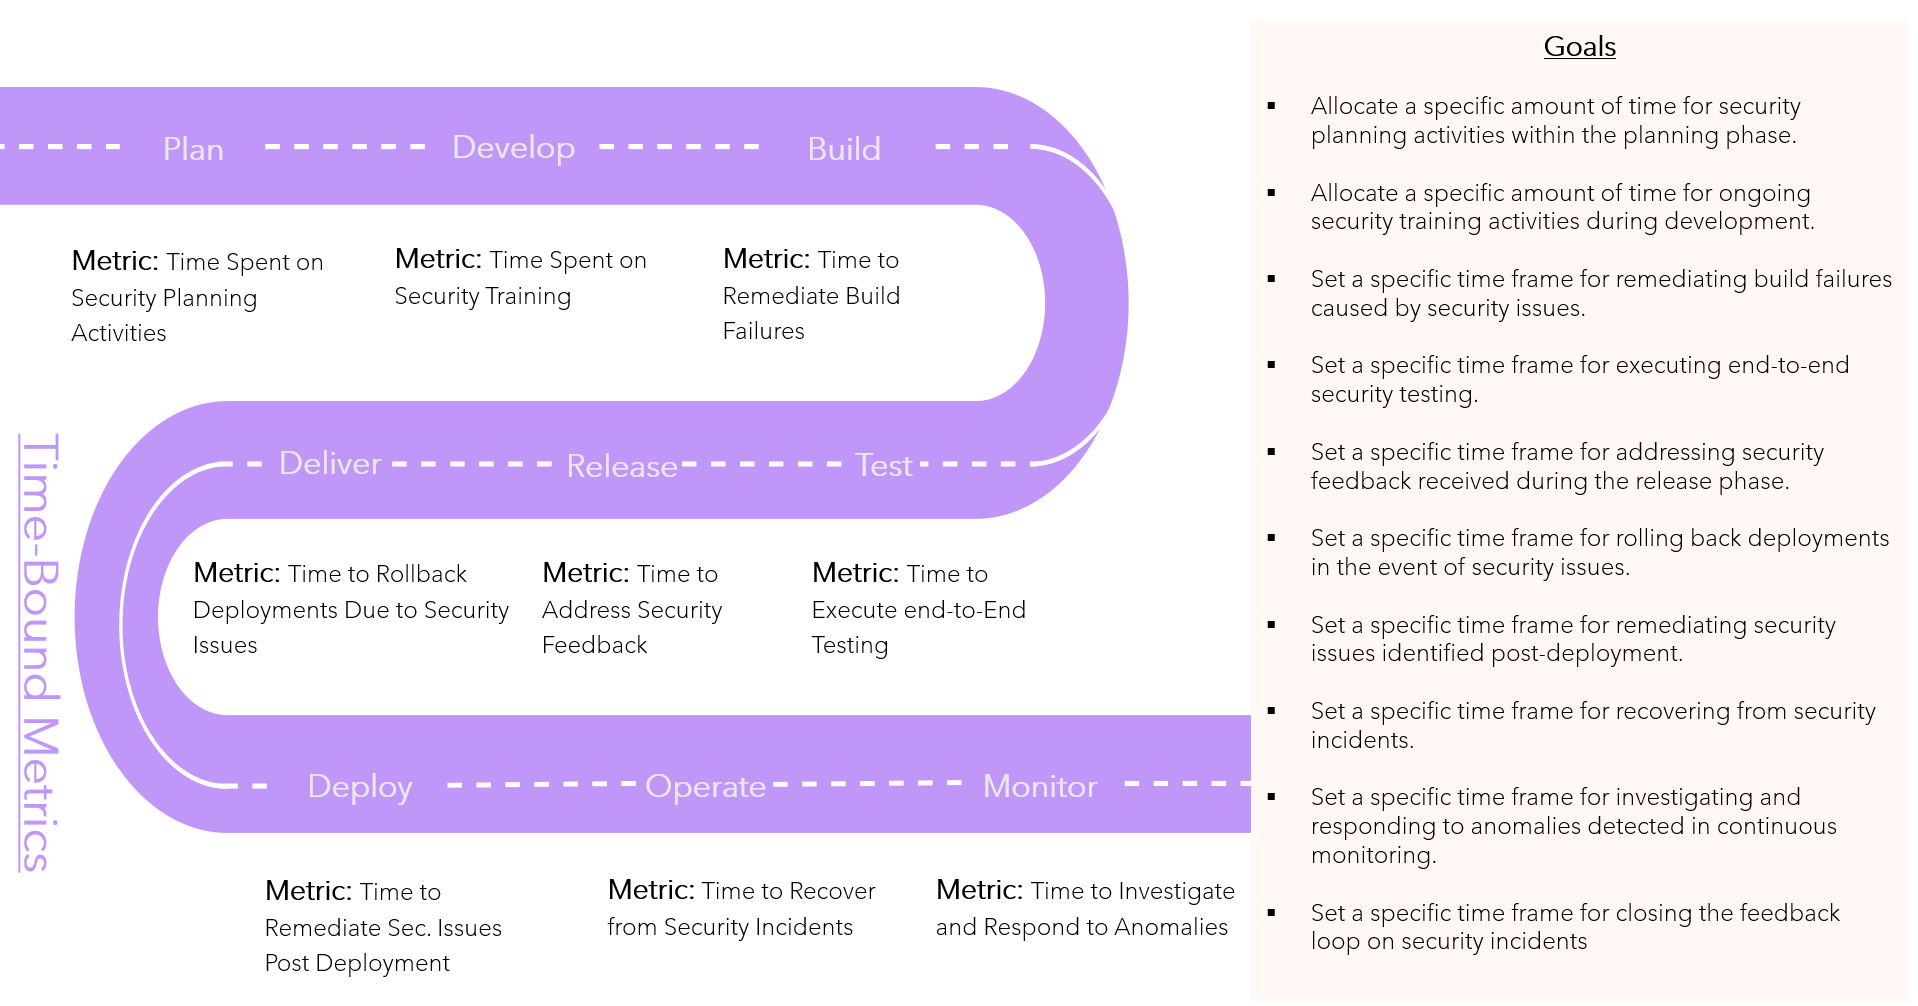 Plan
Develop
Build
Metric: Time Spent on
Security Planning
Activities
Metric: Time Spent on
Security Training
Metric: Time to
Remediate Build
Failures
Deliver
Release
Test
Metric: Time to Rollback
Deployments Due to Security
Issues
Metric: Time to
Address Security
Feedback
Metric: Time to
Execute end-to-End
Testing
Deploy
Operate
Monitor
Metric: Time to
Remediate Sec. Issues
Post Deployment
Metric: Time to Recover
from Security Incidents
Metric: Time to Investigate
and Respond to Anomalies
Time-Bound Metrics
Goals
▪ Allocate a specific amount of time for security
planning activities within the planning phase.
▪ Allocate a specific amount of time for ongoing
security training activities during development.
▪ Set a specific time frame for remediating build failures
caused by security issues.
▪ Set a specific time frame for executing end-to-end
security testing.
▪ Set a specific time frame for addressing security
feedback received during the release phase.
▪ Set a specific time frame for rolling back deployments
in the event of security issues.
▪ Set a specific time frame for remediating security
issues identified post-deployment.
▪ Set a specific time frame for recovering from security
incidents.
▪ Set a specific time frame for investigating and
responding to anomalies detected in continuous
monitoring.
▪ Set a specific time frame for closing the feedback
loop on security incidents